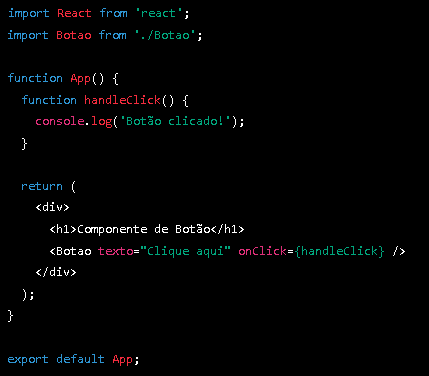 import React from 'react';
import Botao from './Botao';

function App() {
  function handleClick() {
    console.log('Botão clicado!');
  }

  return (
    <div>
      <h1>Componente de Botão</h1>
      <Botao texto="Clique aqui" onClick={handleClick} />
    </div>
  );
}

export default App;